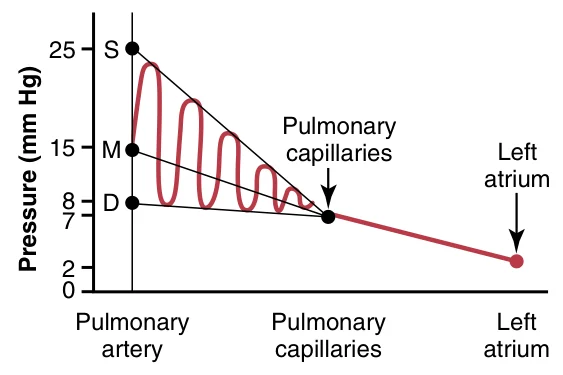 Pressure (mm Hg)
25
15
8
7
2
0
S
M
D
Pulmonary
capillaries
Left
atrium
Pulmonary
artery
Pulmonary
capillaries
Left
atrium